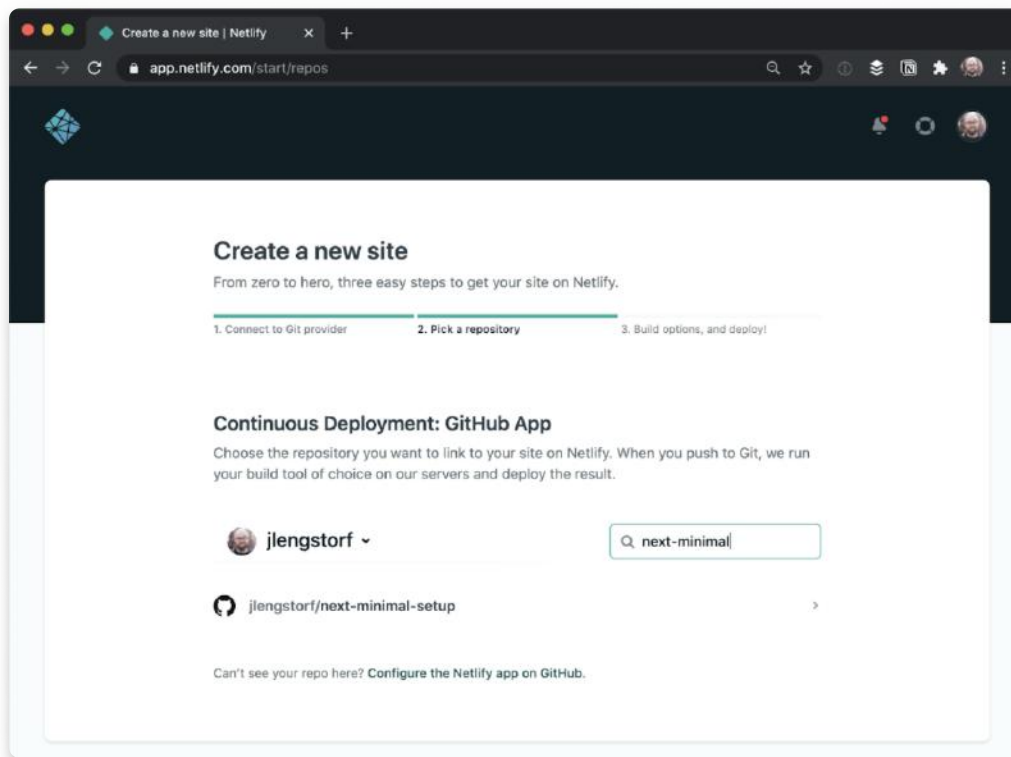 Create a new site | Netlify
app.netlify.com/start/repos
Create a new site
From zero to hero, three easy steps to get your site on Netlify.
1. Connect to Git provider
2. Pick a repository
3. Build options, and deploy!
Continuous Deployment: GitHub App
Choose the repository you want to link to your site on Netlify. When you push to Git, we run
your build tool of choice on our servers and deploy the result.
jlengstorf
next-minimal
jlengstorf/next-minimal-setup
Can't see your repo here? Configure the Netlify app on GitHub.